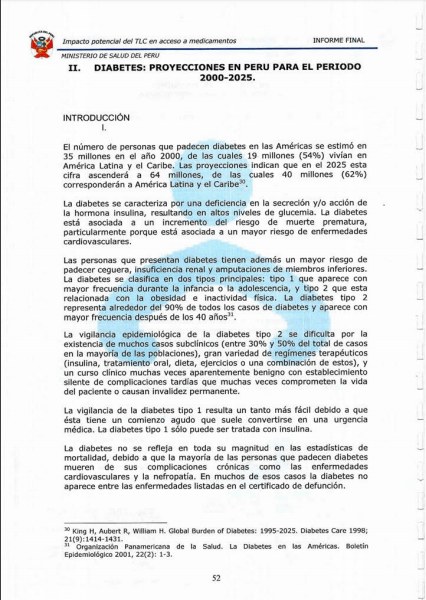 Impacto potencial del TLC en acceso a medicamentos INFORME FINAL
MINISTERIO DE SALUD DEL PERU
II. DIABETES: PROYECCIONES EN PERU PARA EL PERIODO
2000-2025.
INTRODUCCIÓN
I.
El número de personas que padecen diabetes en las Américas se estimó en
35 millones en el año 2000, de las cuales 19 millones (54%) vivían en
América Latina y el Caribe. Las proyecciones indican que en el 2025 esta
cifra ascenderá a 64 millones, de las cuales 40 millones (62%)
corresponderán a América Latina y el Caribe30.
La diabetes se caracteriza por una deficiencia en la secreción y/o acción de
la hormona insulina, resultando en altos niveles de glucemia. La diabetes
está asociada a un incremento del riesgo de muerte prematura,
particularmente porque está asociada a un mayor riesgo de enfermedades
cardiovasculares.
Las personas que presentan diabetes tienen además un mayor riesgo de
padecer ceguera, insuficiencia renal y amputaciones de miembros inferiores.
La diabetes se clasifica en dos tipos principales: tipo 1 que aparece con
mayor frecuencia durante la infancia o la adolescencia, y tipo 2 que esta
relacionada con la obesidad e inactividad física. La diabetes tipo 2
representa alrededor del 90% de todos los casos de diabetes y aparece con
mayor frecuencia después de los 40 años31.
La vigilancia epidemiológica de la diabetes tipo 2 se dificulta por la
existencia de muchos casos subclínicos (entre 30% y 50% del total de casos
en la mayoría de las poblaciones), gran variedad de regímenes terapéuticos
(insulina, tratamiento oral, dieta, ejercicios o una combinación de estos), y
un curso clínico muchas veces aparentemente benigno con establecimiento
silente de complicaciones tardías que muchas veces comprometen la vida
del paciente o causan invalidez permanente.
La vigilancia de la diabetes tipo 1 resulta un tanto más fácil debido a que
ésta tiene un comienzo agudo que suele convertirse en una urgencia
médica. La diabetes tipo 1 sólo puede ser tratada con insulina.
La diabetes no se refleja en toda su magnitud en las estadísticas de
mortalidad, debido a que la mayoría de las personas que padecen diabetes
mueren de sus complicaciones crónicas como las enfermedades
cardiovasculares y la nefropatía. En muchos de esos casos la diabetes no
aparece entre las enfermedades listadas en el certificado de defunción.
30 King H, Aubert R, William H. Global Burden of Diabetes: 1995-2025. Diabetes Care 1998;
21(9):1414-1431.
31 Organización Panamericana de la Salud. La Diabetes en las Américas. Boletín
Epidemiológico 2001, 22(2): 1-3.
52